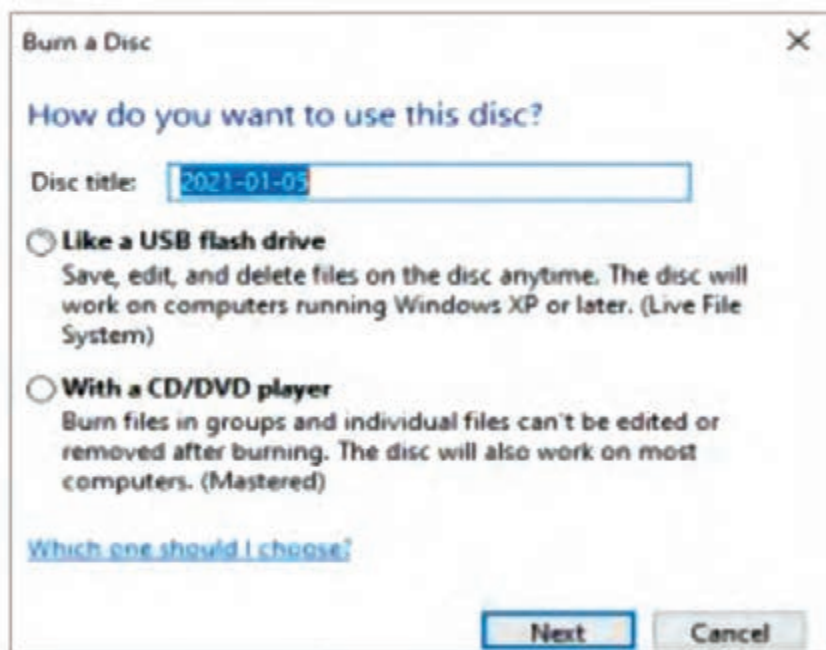 Burn a Disc
How do you want to use this disc?
Disc title: 2021-01-05
Like a USB flash drive
Save, edit, and delete files on the disc anytime. The disc will
work on computers running Windows XP or later. (Live File
System)
With a CD/DVD player
Burn files in groups and individual files can't be edited or
removed after burning. The disc will also work on most
computers. (Mastered)
Which one should I choose?
Next Cancel